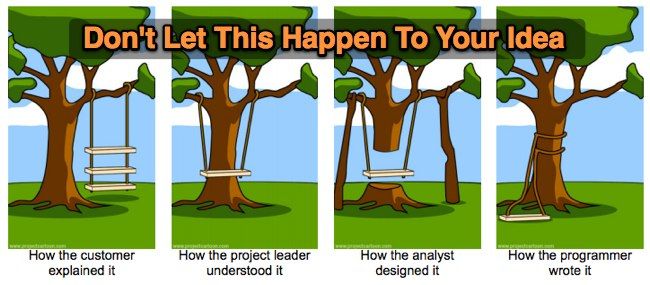 Don't Let This Happen To Your Idea
www.projectcartoon.com
www.projectcartoon.com
www.projectcartoon.com
www.projectcartoon.com
How the customer
explained it
How the project leader
understood it
How the analyst
designed it
How the programmer
wrote it